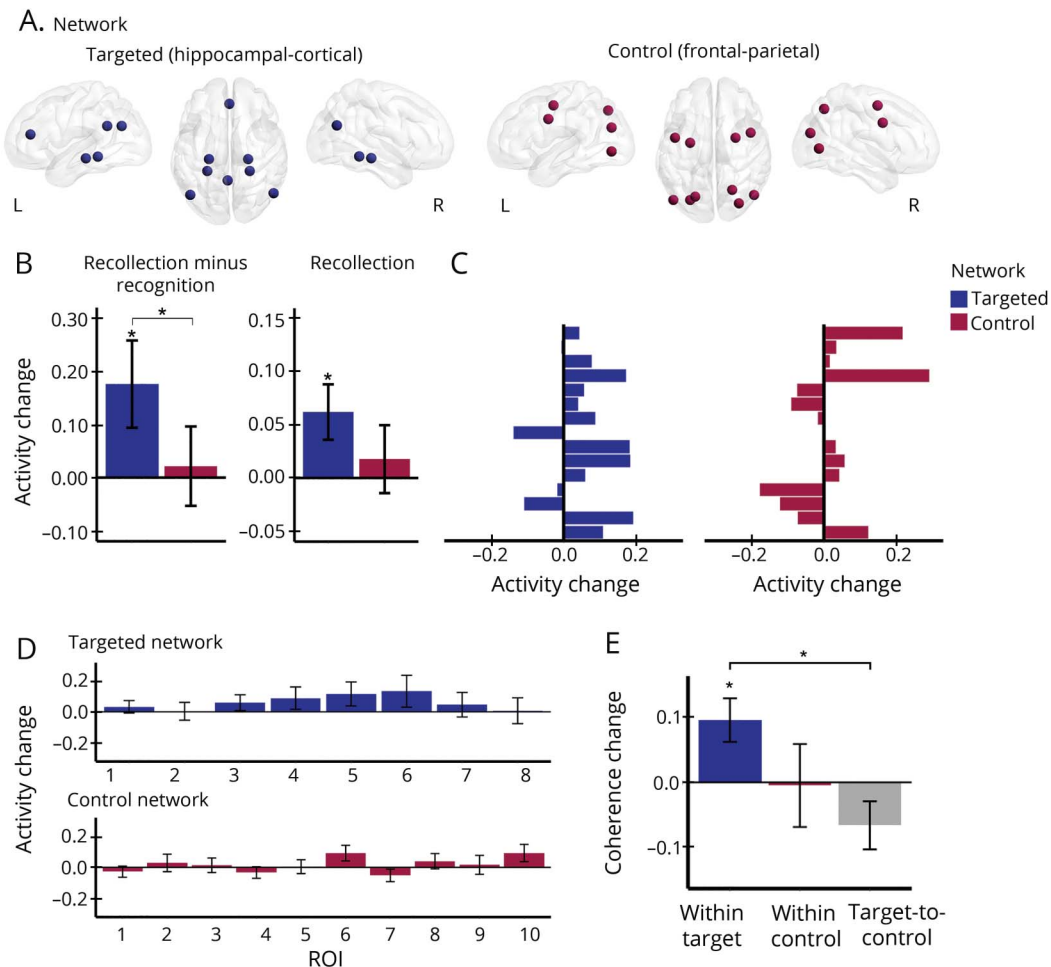 A. Network
Targeted (hippocampal-cortical)
Control (frontal-parietal)
L
R
L
R
B
Recollection minus
recognition
Recollection
Activity change
0.30
0.20
0.10
0.00
−0.10
*
*
0.15
0.10
0.05
0.00
−0.05
*
C
Network
Targeted
Control
−0.2
0.0
0.2
Activity change
−0.2
0.0
0.2
Activity change
D
Targeted network
Activity change
0.2
0.0
−0.2
1 2 3 4 5 6 7 8
Control network
0.2
0.0
−0.2
1 2 3 4 5 6 7 8 9 10
ROI
E
Coherence change
0.1
0.0
−0.1
*
*
Within
target
Within
control
Target-to-
control